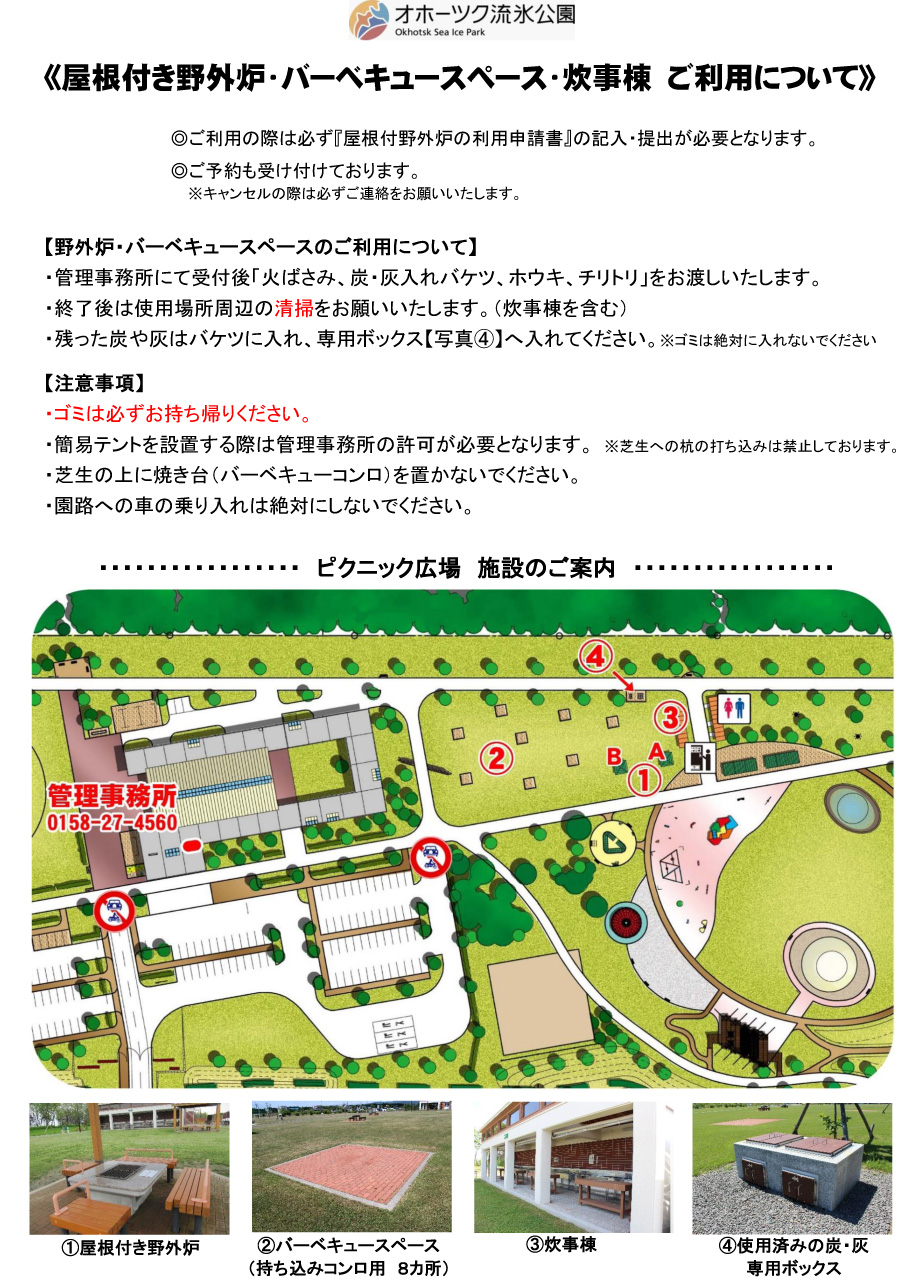 オホーツク流氷公園
Okhotsk Sea Ice Park
《屋根付き野外炉・バーベキュースペース・炊事棟 ご利用について》
◎ご利用の際は必ず『屋根付野外炉の利用申請書』の記入・提出が必要となります。
◎ご予約も受け付けております。
※キャンセルの際は必ずご連絡をお願いいたします。
【野外炉・バーベキュースペースのご利用について】
・管理事務所にて受付後「火ばさみ、炭・灰入れバケツ、ホウキ、チリトリ」をお渡しいたします。
・終了後は使用場所周辺の清掃をお願いいたします。（炊事棟を含む）
・残った炭や灰はバケツに入れ、専用ボックス【写真④】へ入れてください。※ゴミは絶対に入れないでください
【注意事項】
・ゴミは必ずお持ち帰りください。
・簡易テントを設置する際は管理事務所の許可が必要となります。 ※芝生への杭の打ち込みは禁止しております。
・芝生の上に焼き台（バーベキューコンロ）を置かないでください。
・園路への車の乗り入れは絶対にしないでください。
・・・・・・・・・・・・・・・・・ ピクニック広場 施設のご案内 ・・・・・・・・・・・・・・・・・
④
③
②
B
A
①
管理事務所
0158-27-4560
①屋根付き野外炉
②バーベキュースペース
（持ち込みコンロ用 8カ所）
③炊事棟
④使用済みの炭・灰
専用ボックス